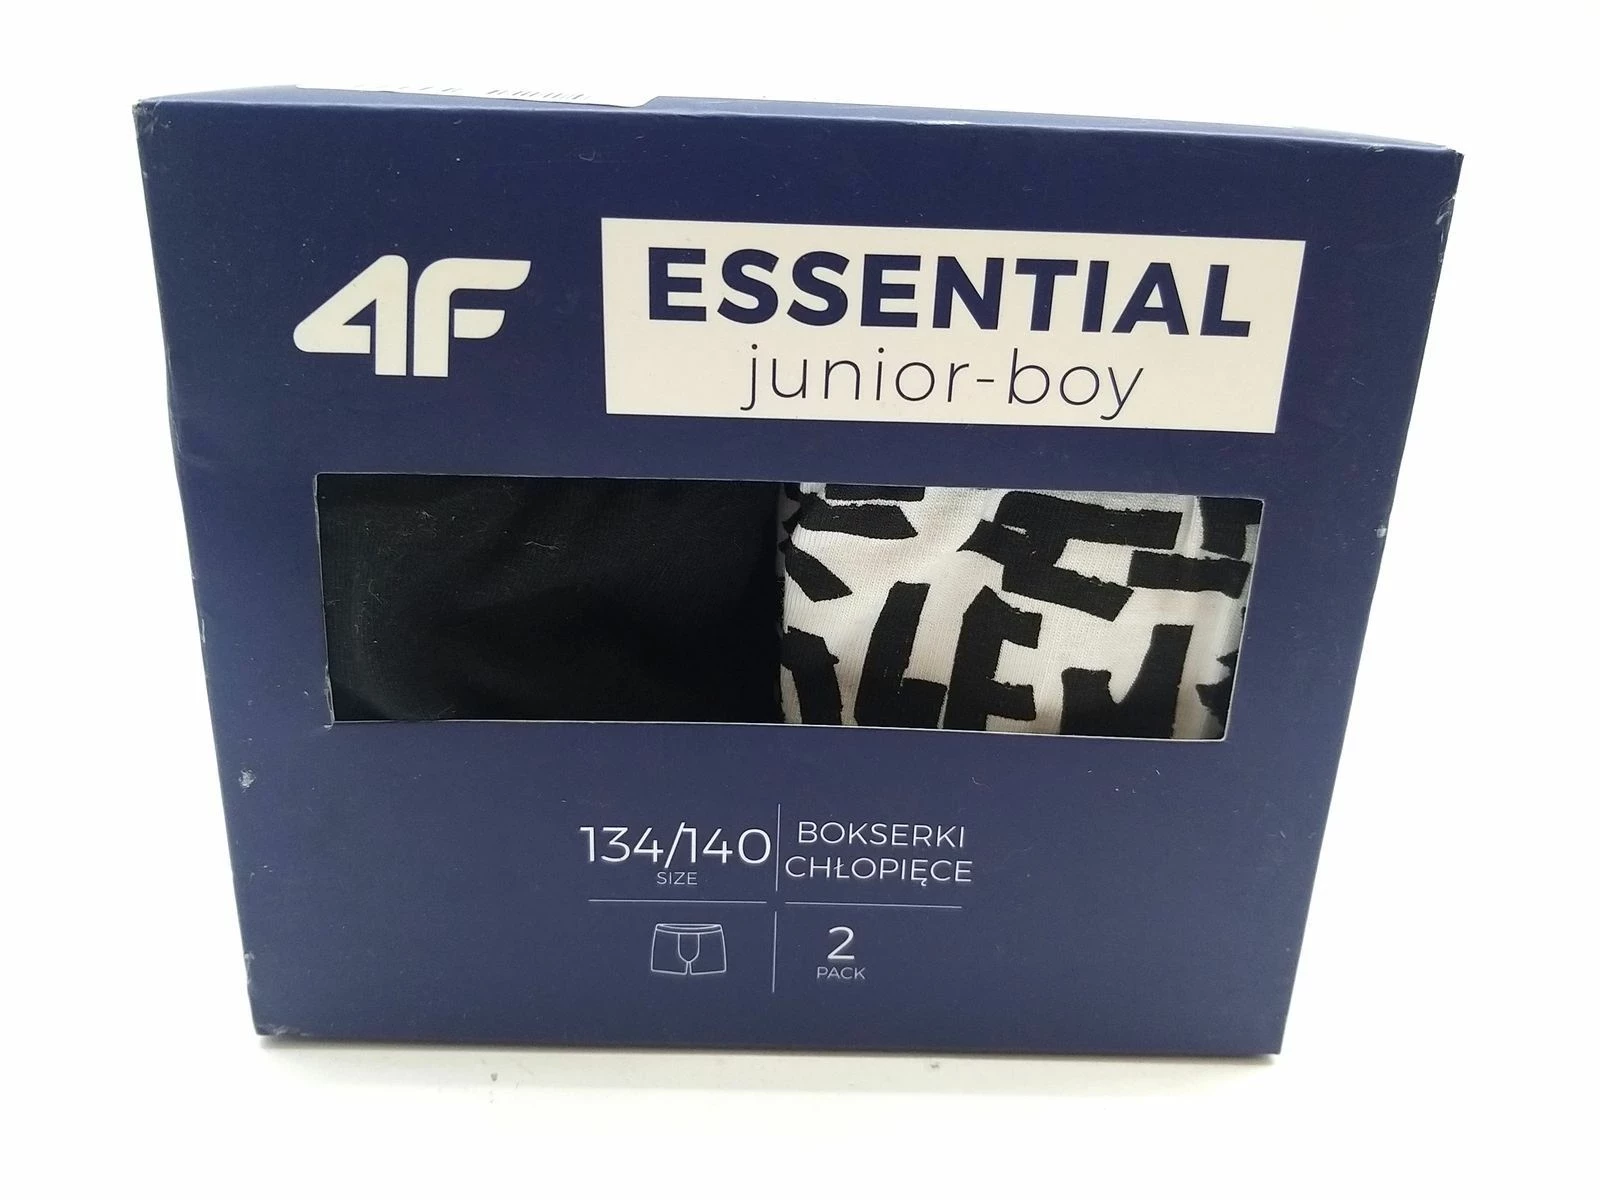 4F
ESSENTIAL
junior-boy
134/140
SIZE
BOKSERKI
CHŁOPIĘCE
2
PACK